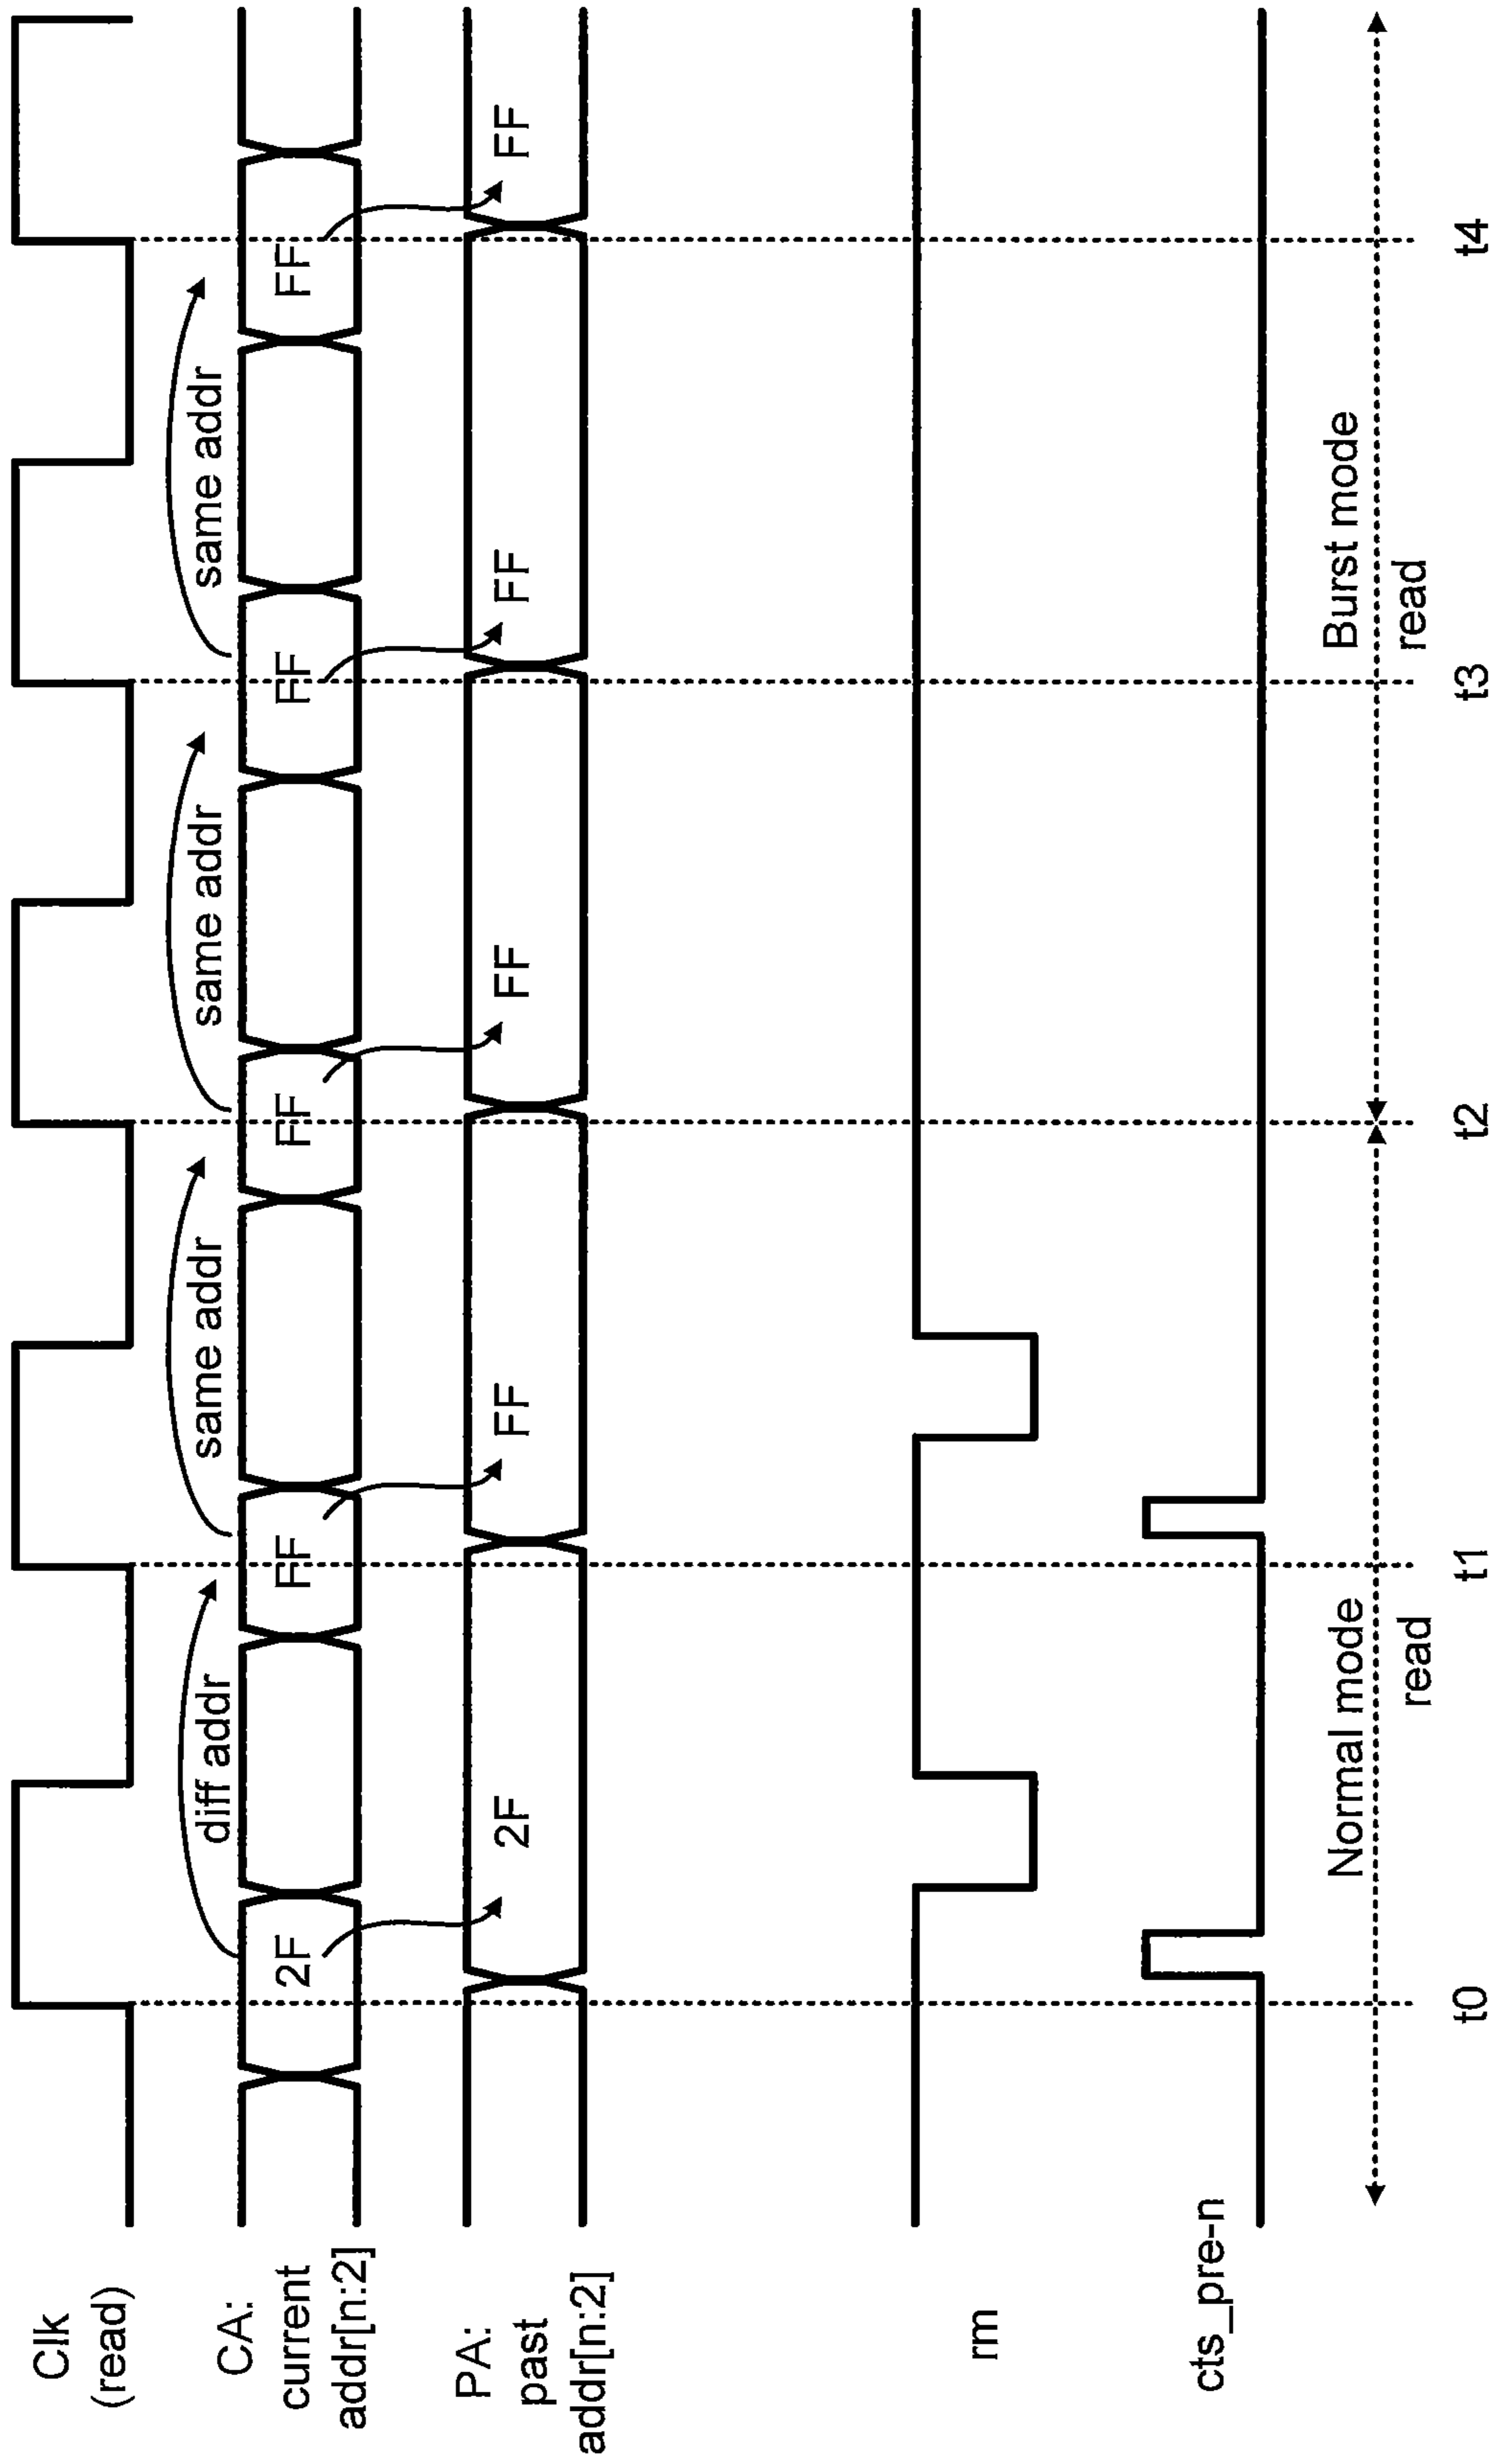 Clk
(read)
diff addr
same addr
same addr
same addr
CA:
current
addr[n:2]
2F
FF
FF
FF
FF
PA:
past
addr[n:2]
2F
FF
FF
FF
FF
rm
cts_pre-n
Normal mode
read
Burst mode
read
t0
t1
t2
t3
t4